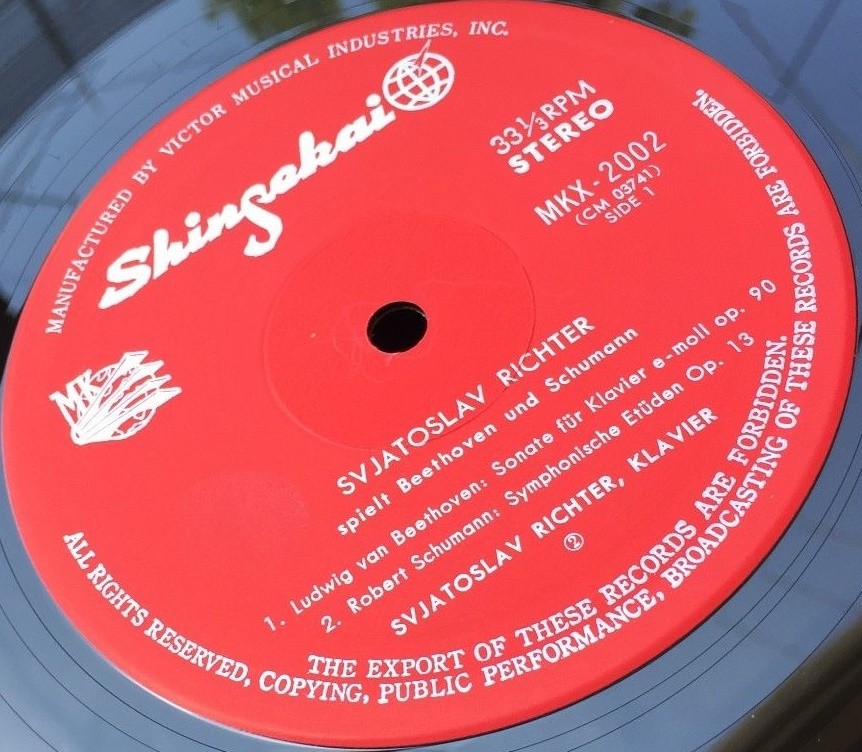 MANUFACTURED BY VICTOR MUSICAL INDUSTRIES, INC.
Shinsekai
33⅓RPM
STEREO
MKX-2002
(CM 03741)
SIDE 1
MK
SVJATOSLAV RICHTER
spielt Beethoven und Schumann
1. Ludwig van Beethoven: Sonate für Klavier e-moll op. 90
2. Robert Schumann: Symphonische Etüden Op. 13
SVJATOSLAV RICHTER, KLAVIER
②
THE EXPORT OF THESE RECORDS ARE FORBIDDEN.
ALL RIGHTS RESERVED, COPYING, PUBLIC PERFORMANCE, BROADCASTING OF THESE RECORDS ARE FORBIDDEN.